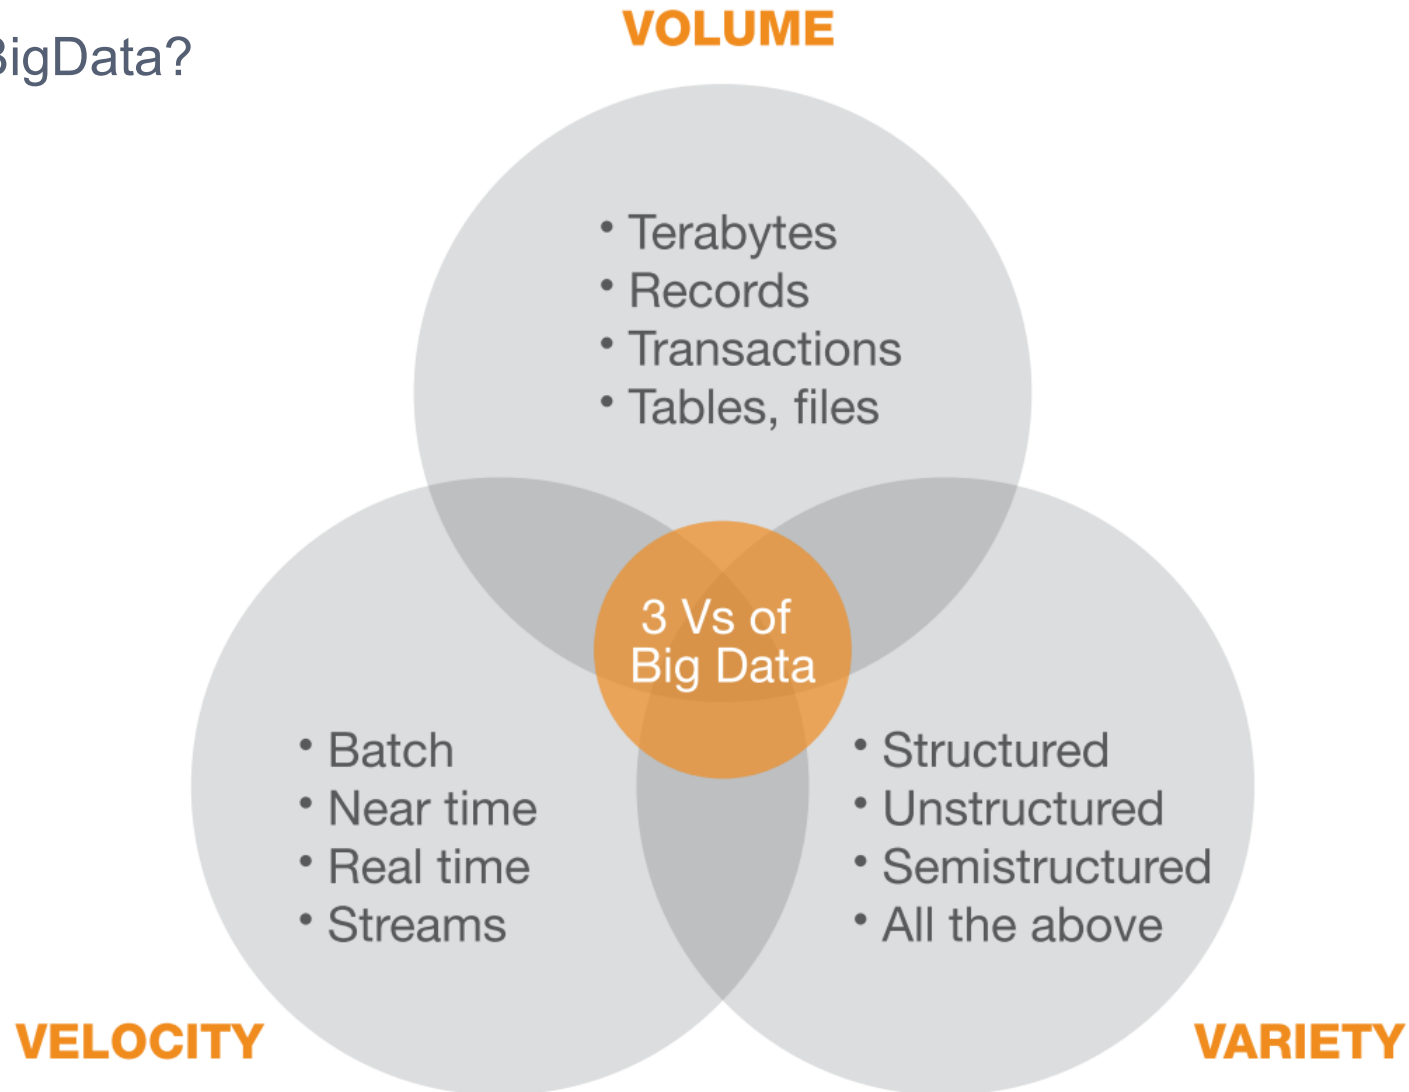 BigData?
VOLUME
• Terabytes
• Records
• Transactions
• Tables, files
3 Vs of
Big Data
• Batch
• Near time
• Real time
• Streams
• Structured
• Unstructured
• Semistructured
• All the above
VELOCITY
VARIETY